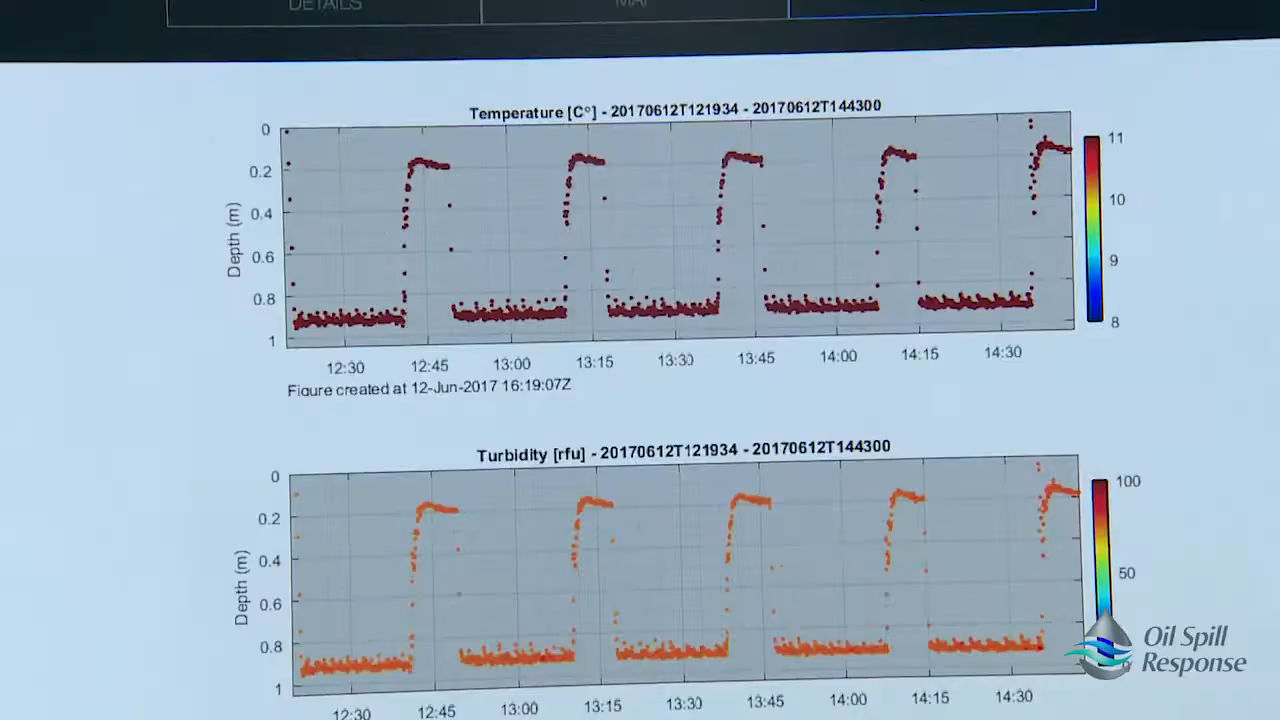 DETAILS
MAP
Temperature [C°] - 20170612T121934 - 20170612T144300
0
0.2
0.4
0.6
0.8
1
Depth (m)
11
10
9
8
12:30 12:45 13:00 13:15 13:30 13:45 14:00 14:15 14:30
Figure created at 12-Jun-2017 16:19:07Z
Turbidity [rfu] - 20170612T121934 - 20170612T144300
0
0.2
0.4
0.6
0.8
1
Depth (m)
100
50
12:30 12:45 13:00 13:15 13:30 13:45 14:00 14:15 14:30
Oil Spill
Response